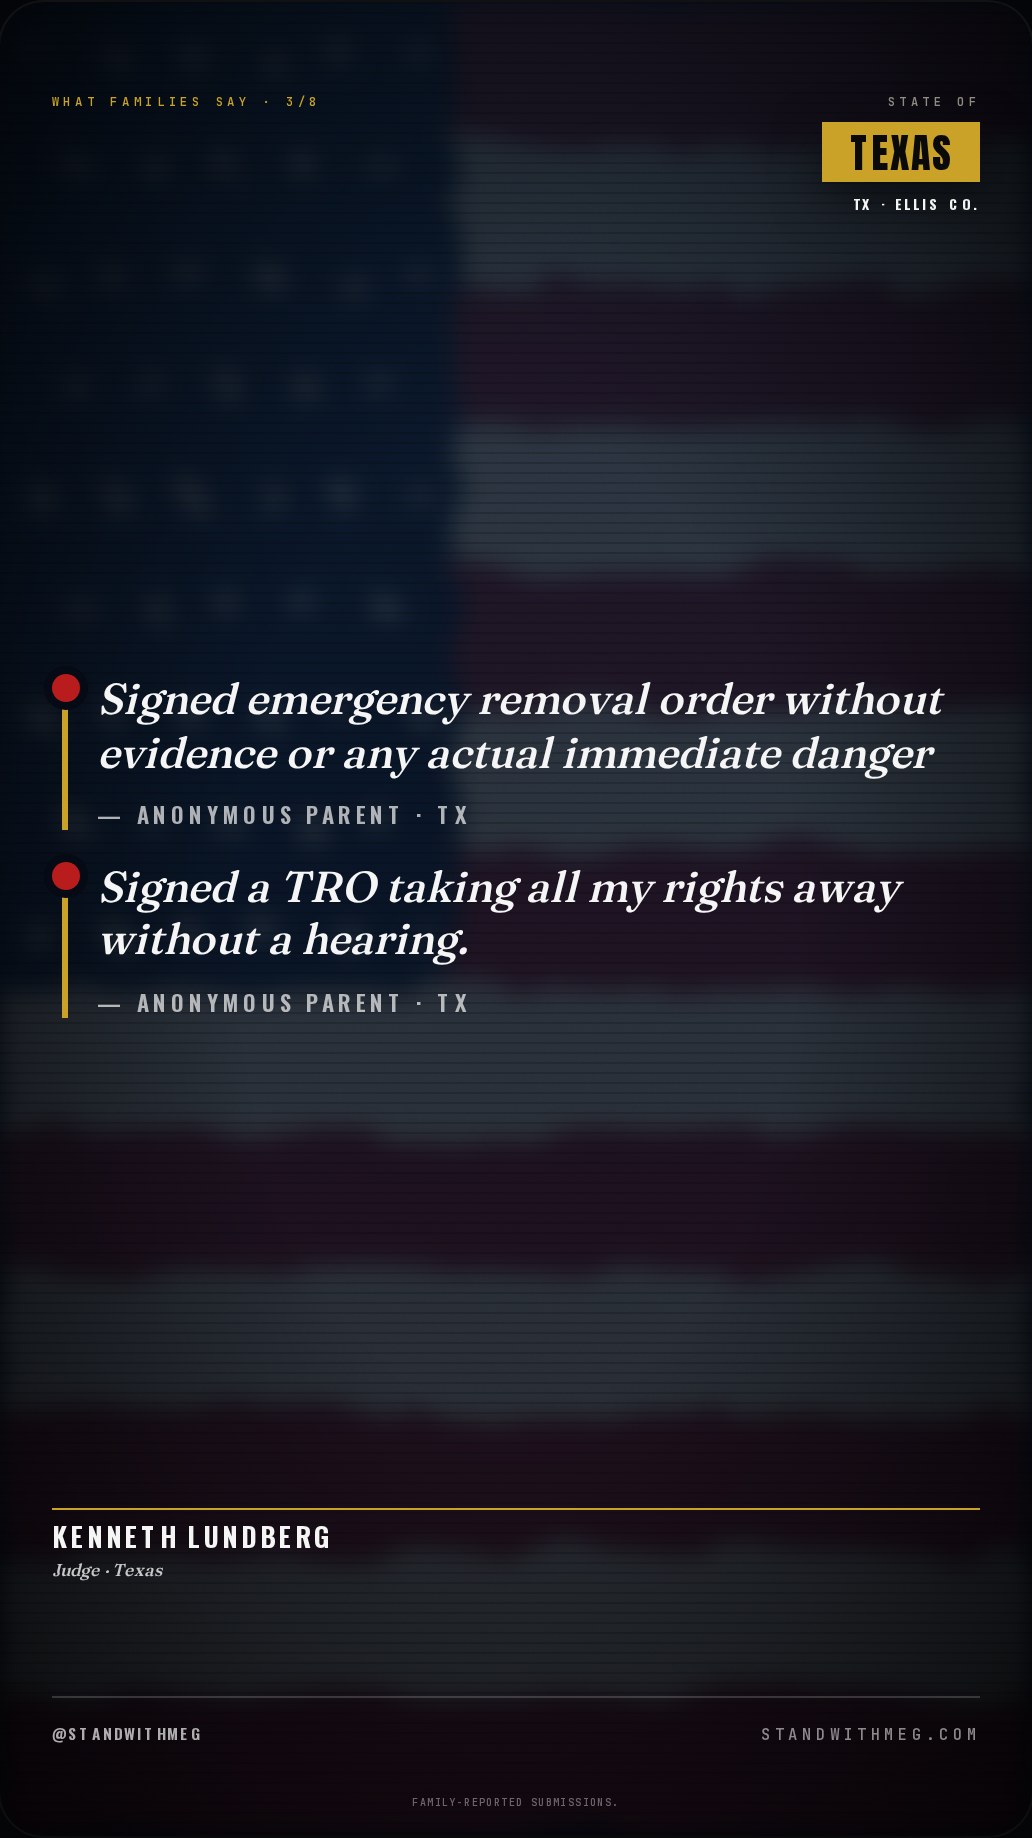 WHAT FAMILIES SAY · 3/8
STATE OF
TEXAS
TX · ELLIS CO.
Signed emergency removal order without
evidence or any actual immediate danger
— ANONYMOUS PARENT · TX
Signed a TRO taking all my rights away
without a hearing.
— ANONYMOUS PARENT · TX
KENNETH LUNDBERG
Judge · Texas
@STANDWITHMEG
STANDWITHMEG.COM
FAMILY-REPORTED SUBMISSIONS.